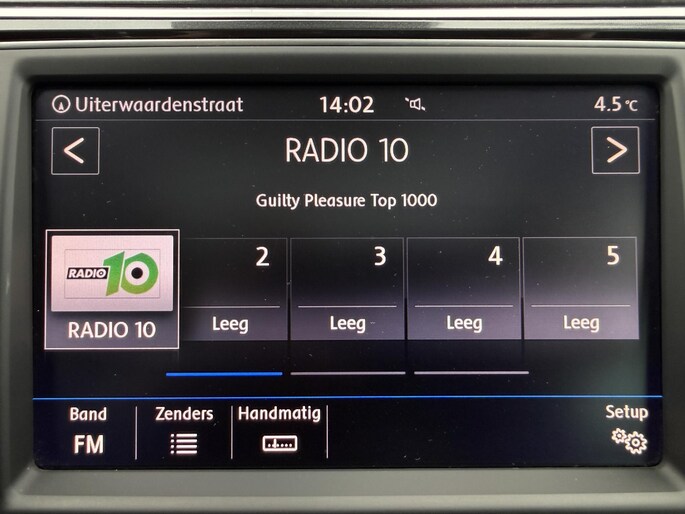 Uiterwaardenstraat 14:02 4.5°C
< RADIO 10 >
Guilty Pleasure Top 1000
RADIO 10 2 3 4 5
RADIO 10 Leeg Leeg Leeg Leeg
Band Zenders Handmatig Setup
FM